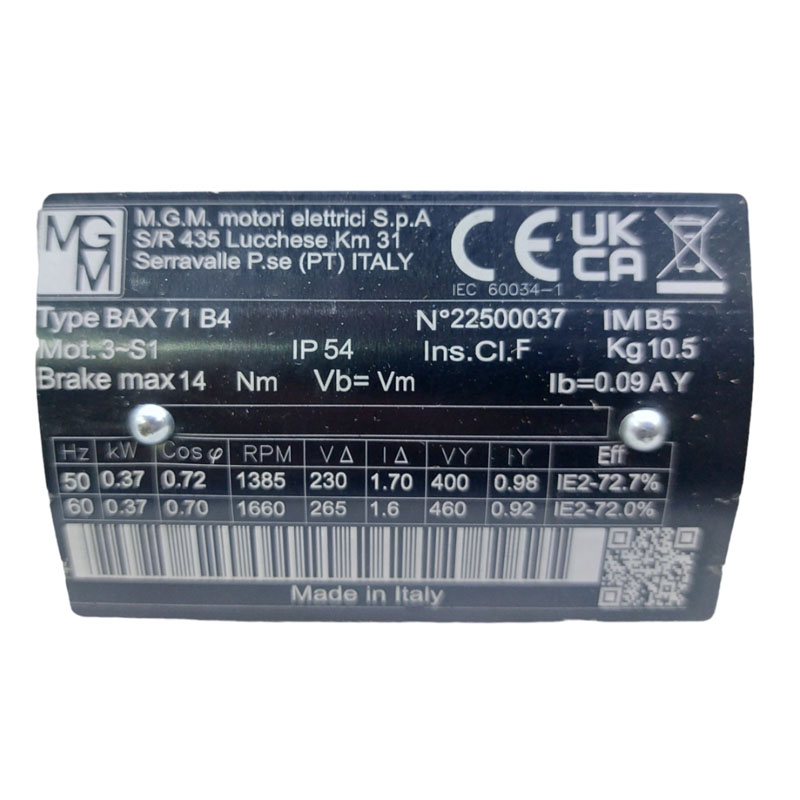 MGM
M.G.M. motori elettrici S.p.A
S/R 435 Lucchese Km 31
Serravalle P.se (PT) ITALY
CE
IEC 60034-1
UK
CA
Type BAX 71 B4 N°22500037 IM B5
Mot. 3~S1 IP 54 Ins.Cl.F Kg 10.5
Brake max 14 Nm Vb= Vm Ib=0.09 A Y
Hz kW Cos φ RPM V Δ I Δ VY IY Eff
50 0.37 0.72 1385 230 1.70 400 0.98 IE2-72.7%
60 0.37 0.70 1660 265 1.6 460 0.92 IE2-72.0%
Made in Italy